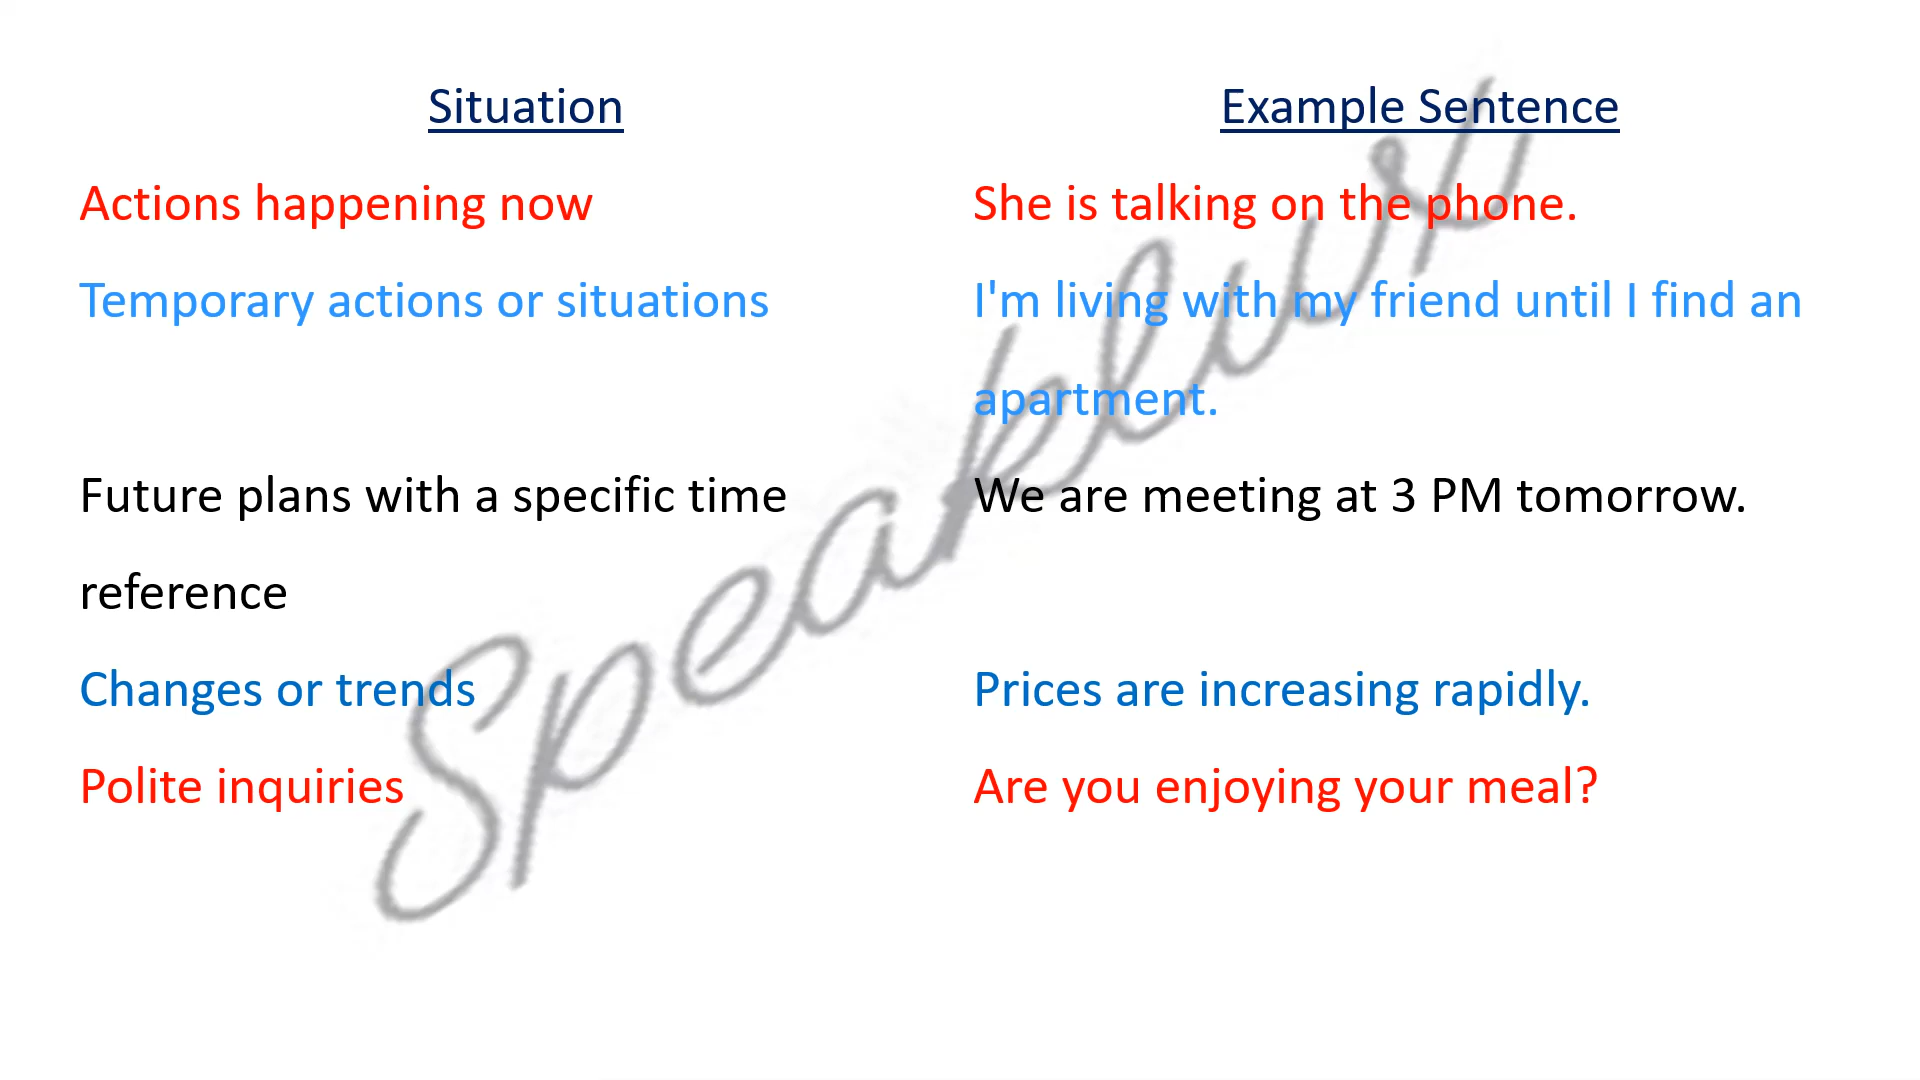 Situation
Example Sentence
Actions happening now
She is talking on the phone.
Temporary actions or situations
I'm living with my friend until I find an
apartment.
Future plans with a specific time
reference
We are meeting at 3 PM tomorrow.
Changes or trends
Prices are increasing rapidly.
Polite inquiries
Are you enjoying your meal?